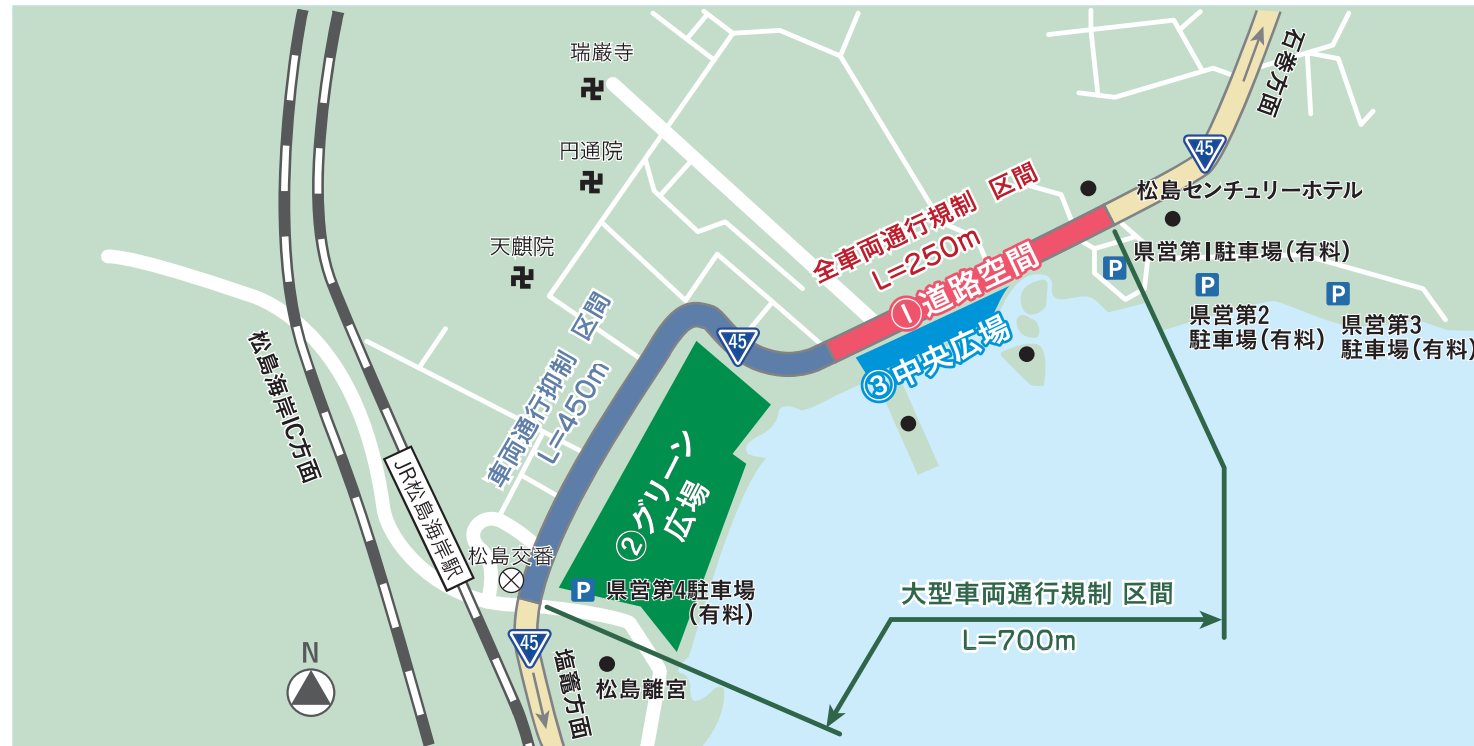 瑞巌寺
円通院
天麒院
石巻方面
45
松島センチュリーホテル
全車両通行規制 区間
L=250m
①道路空間
③中央広場
P
県営第1駐車場(有料)
P
県営第2
駐車場(有料)
P
県営第3
駐車場(有料)
45
車両通行抑制 区間
L=450m
②グリーン
広場
松島海岸IC方面
JR松島海岸駅
松島交番
P
県営第4駐車場
(有料)
大型車両通行規制 区間
L=700m
45
塩竈方面
松島離宮
N